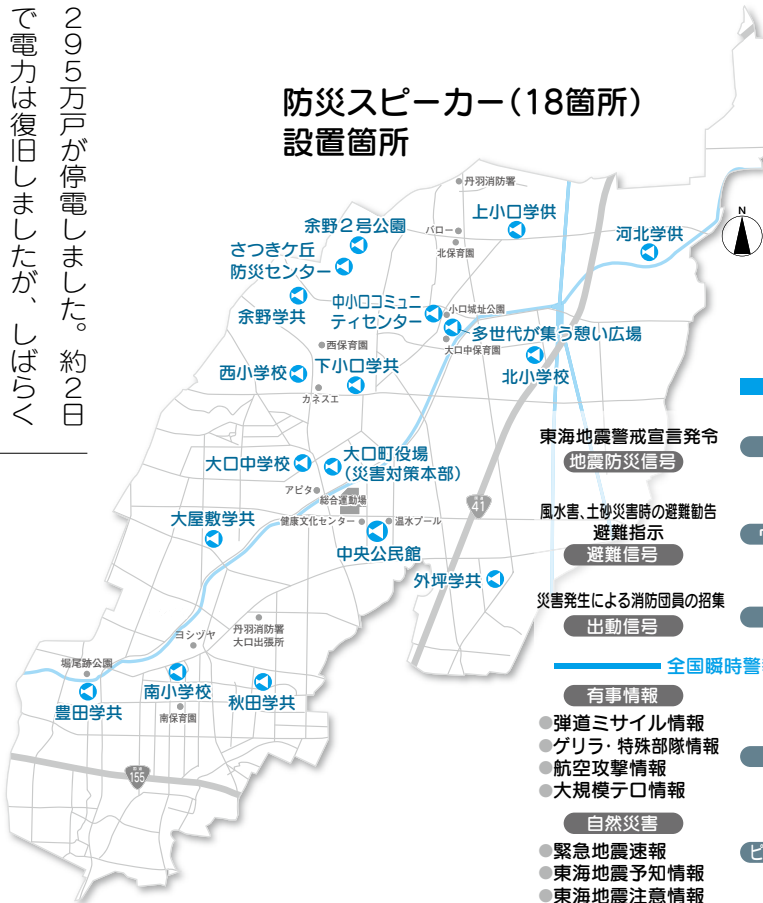 295万戸が停電しました。約2日
で電力は復旧しましたが、しばらく
防災スピーカー(18箇所)
設置箇所
丹羽消防署
上小口学供
余野2号公園
バロー
北保育園
河北学供
N
さつきケ丘
防災センター
余野学共
中小口コミュニ
ティセンター
小口城址公園
多世代が集う憩い広場
大口中保育園
西保育園
下小口学共
西小学校
カネスエ
北小学校
大口中学校
大口町役場
(災害対策本部)
アピタ
総合運動場
41
大屋敷学共
健康文化センター
温水プール
中央公民館
外坪学共
ヨシヅヤ
丹羽消防署
大口出張所
堀尾跡公園
豊田学共
南小学校
南保育園
秋田学共
155
東海地震警戒宣言発令
地震防災信号
風水害、土砂災害時の避難勧告
避難指示
避難信号
災害発生による消防団員の招集
出動信号
全国瞬時警
有事情報
●弾道ミサイル情報
●ゲリラ・特殊部隊情報
●航空攻撃情報
●大規模テロ情報
自然災害
●緊急地震速報
●東海地震予知情報
●東海地震注意情報
ピ